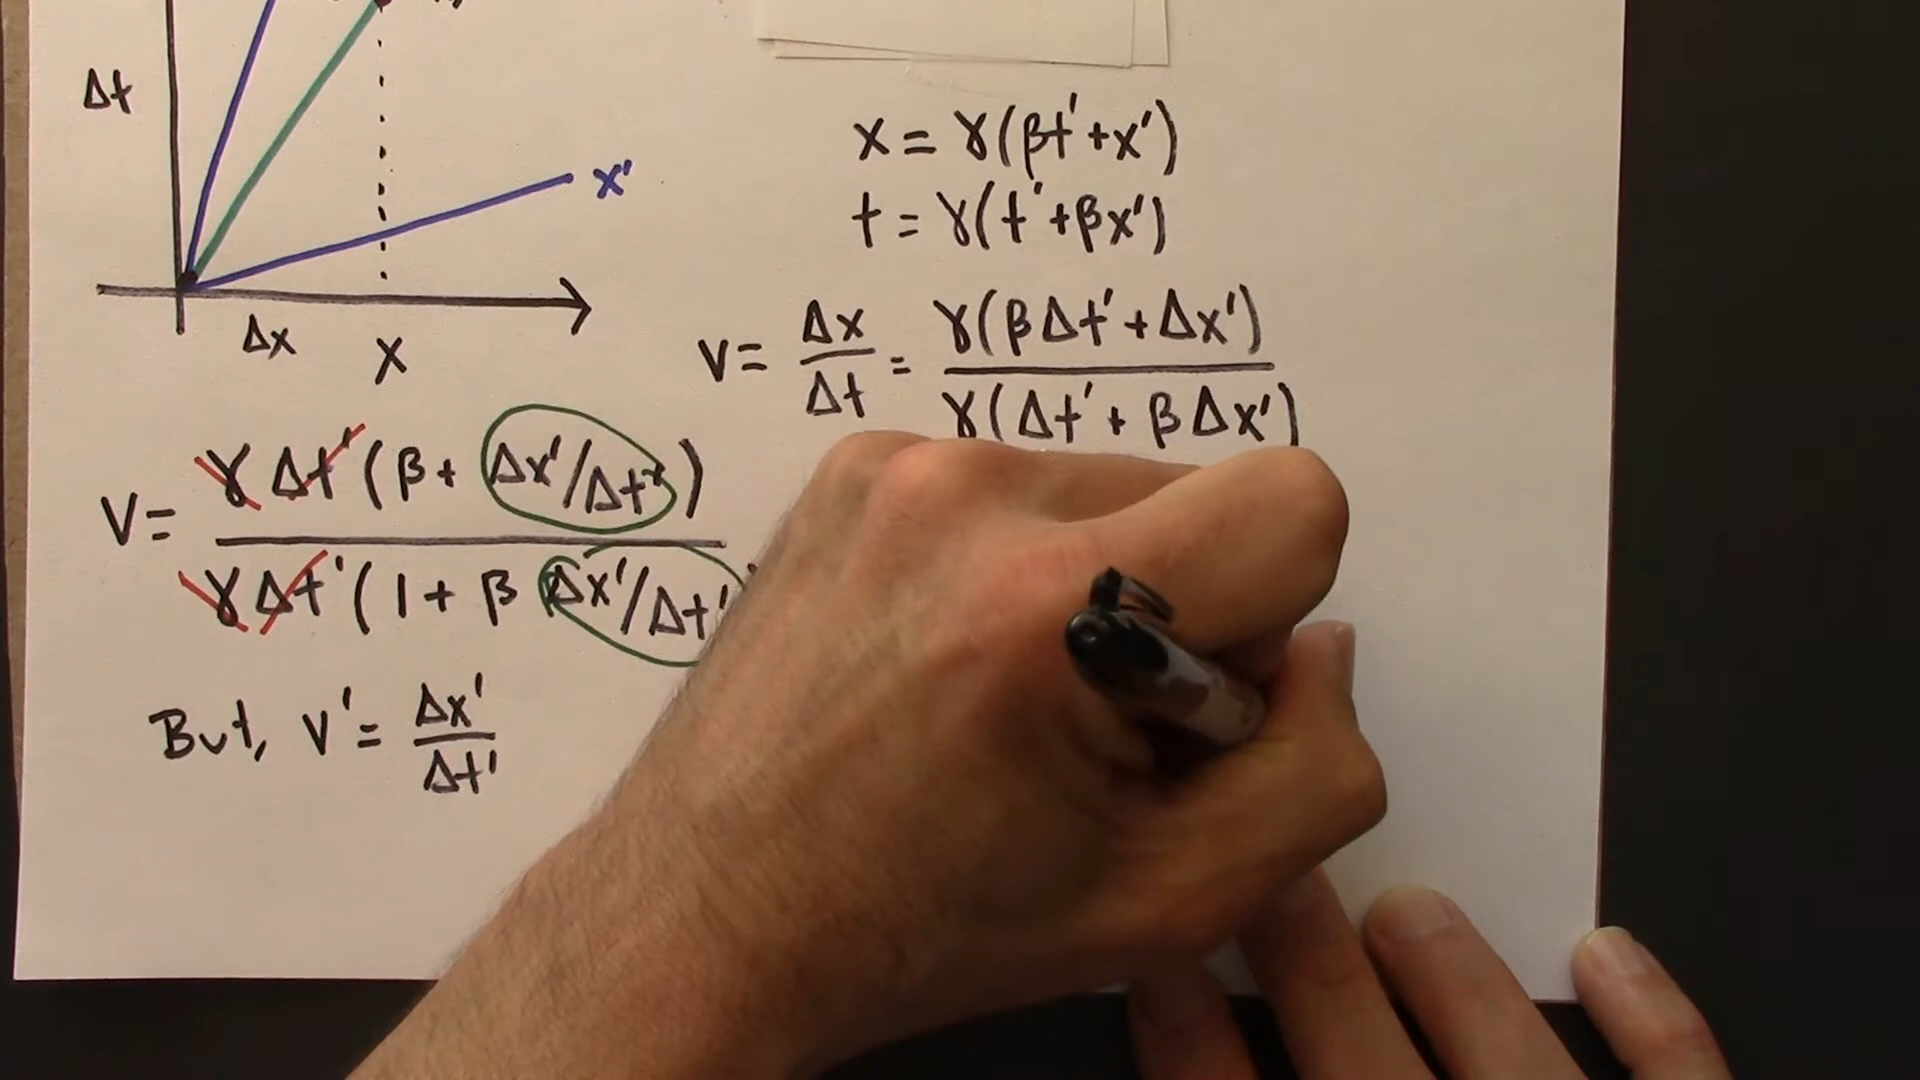 Δt
x'
Δx
X
x = γ(βt'+x')
t = γ(t'+βx')
v = Δx/Δt = γ(βΔt'+Δx')/γ(Δt'+βΔx')
V = γΔt'(β+Δx'/Δt')/γΔt'(1+βΔx'/Δt'
But, V' = Δx'/Δt'